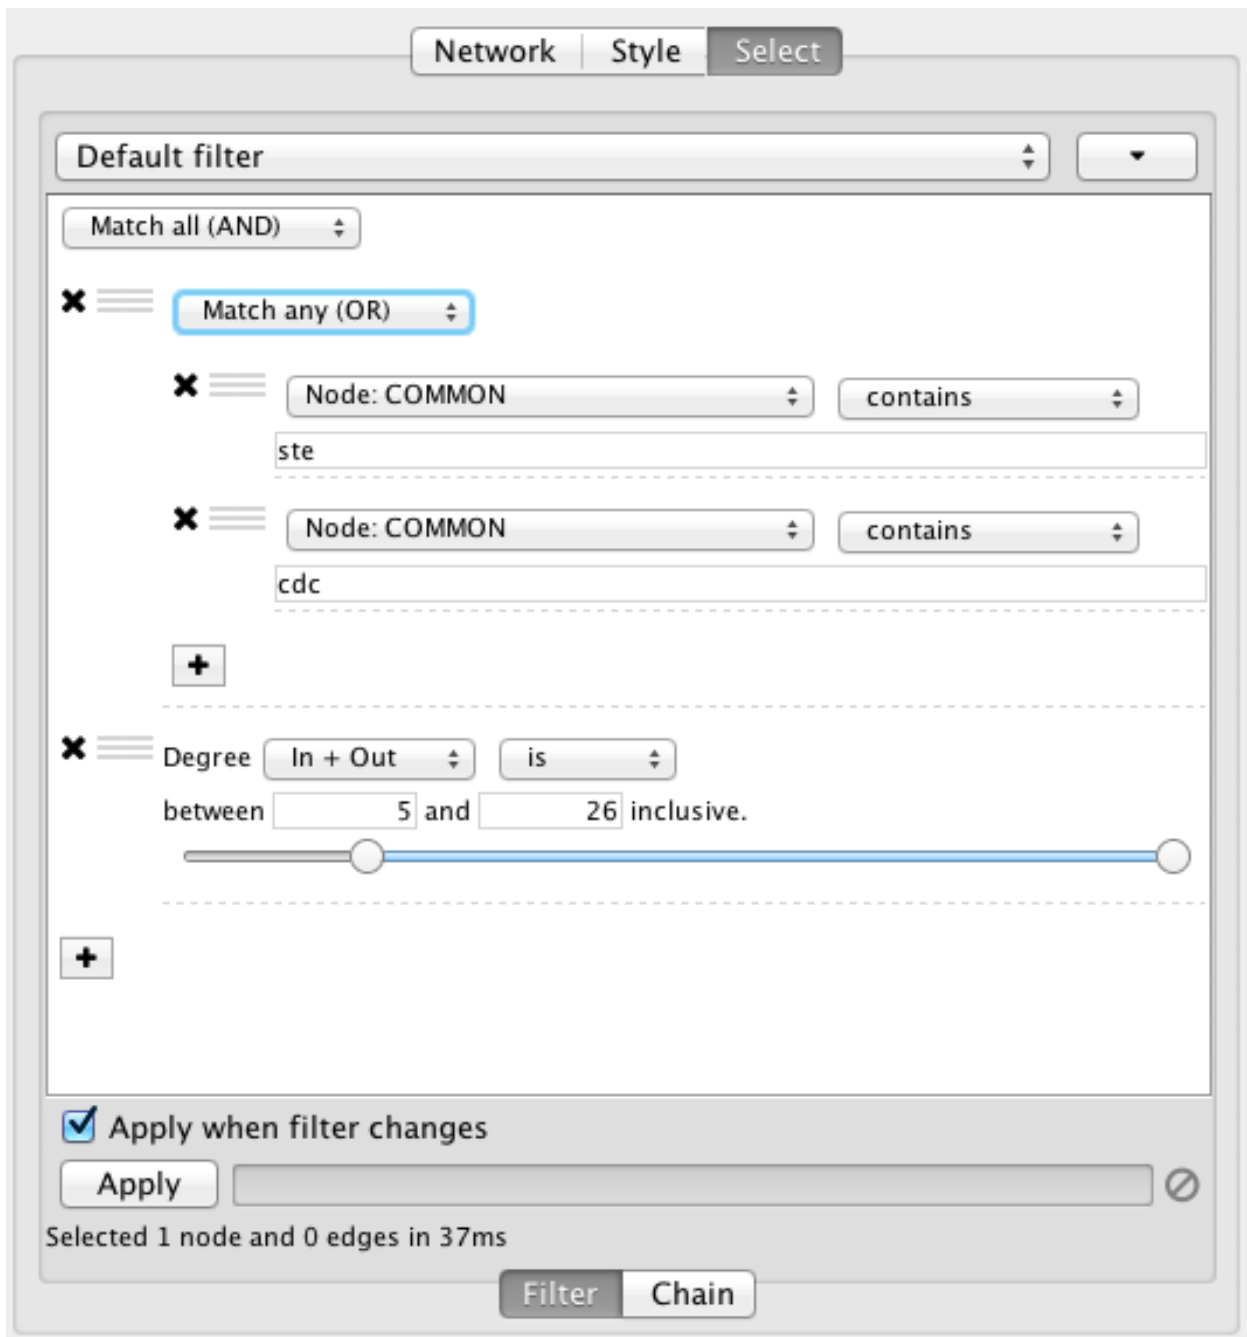 Network Style Select
Default filter
Match all (AND)
Match any (OR)
Node: COMMON contains
ste
Node: COMMON contains
cdc
Degree In + Out is
between 5 and 26 inclusive.
Apply when filter changes
Apply
Selected 1 node and 0 edges in 37ms
Filter Chain